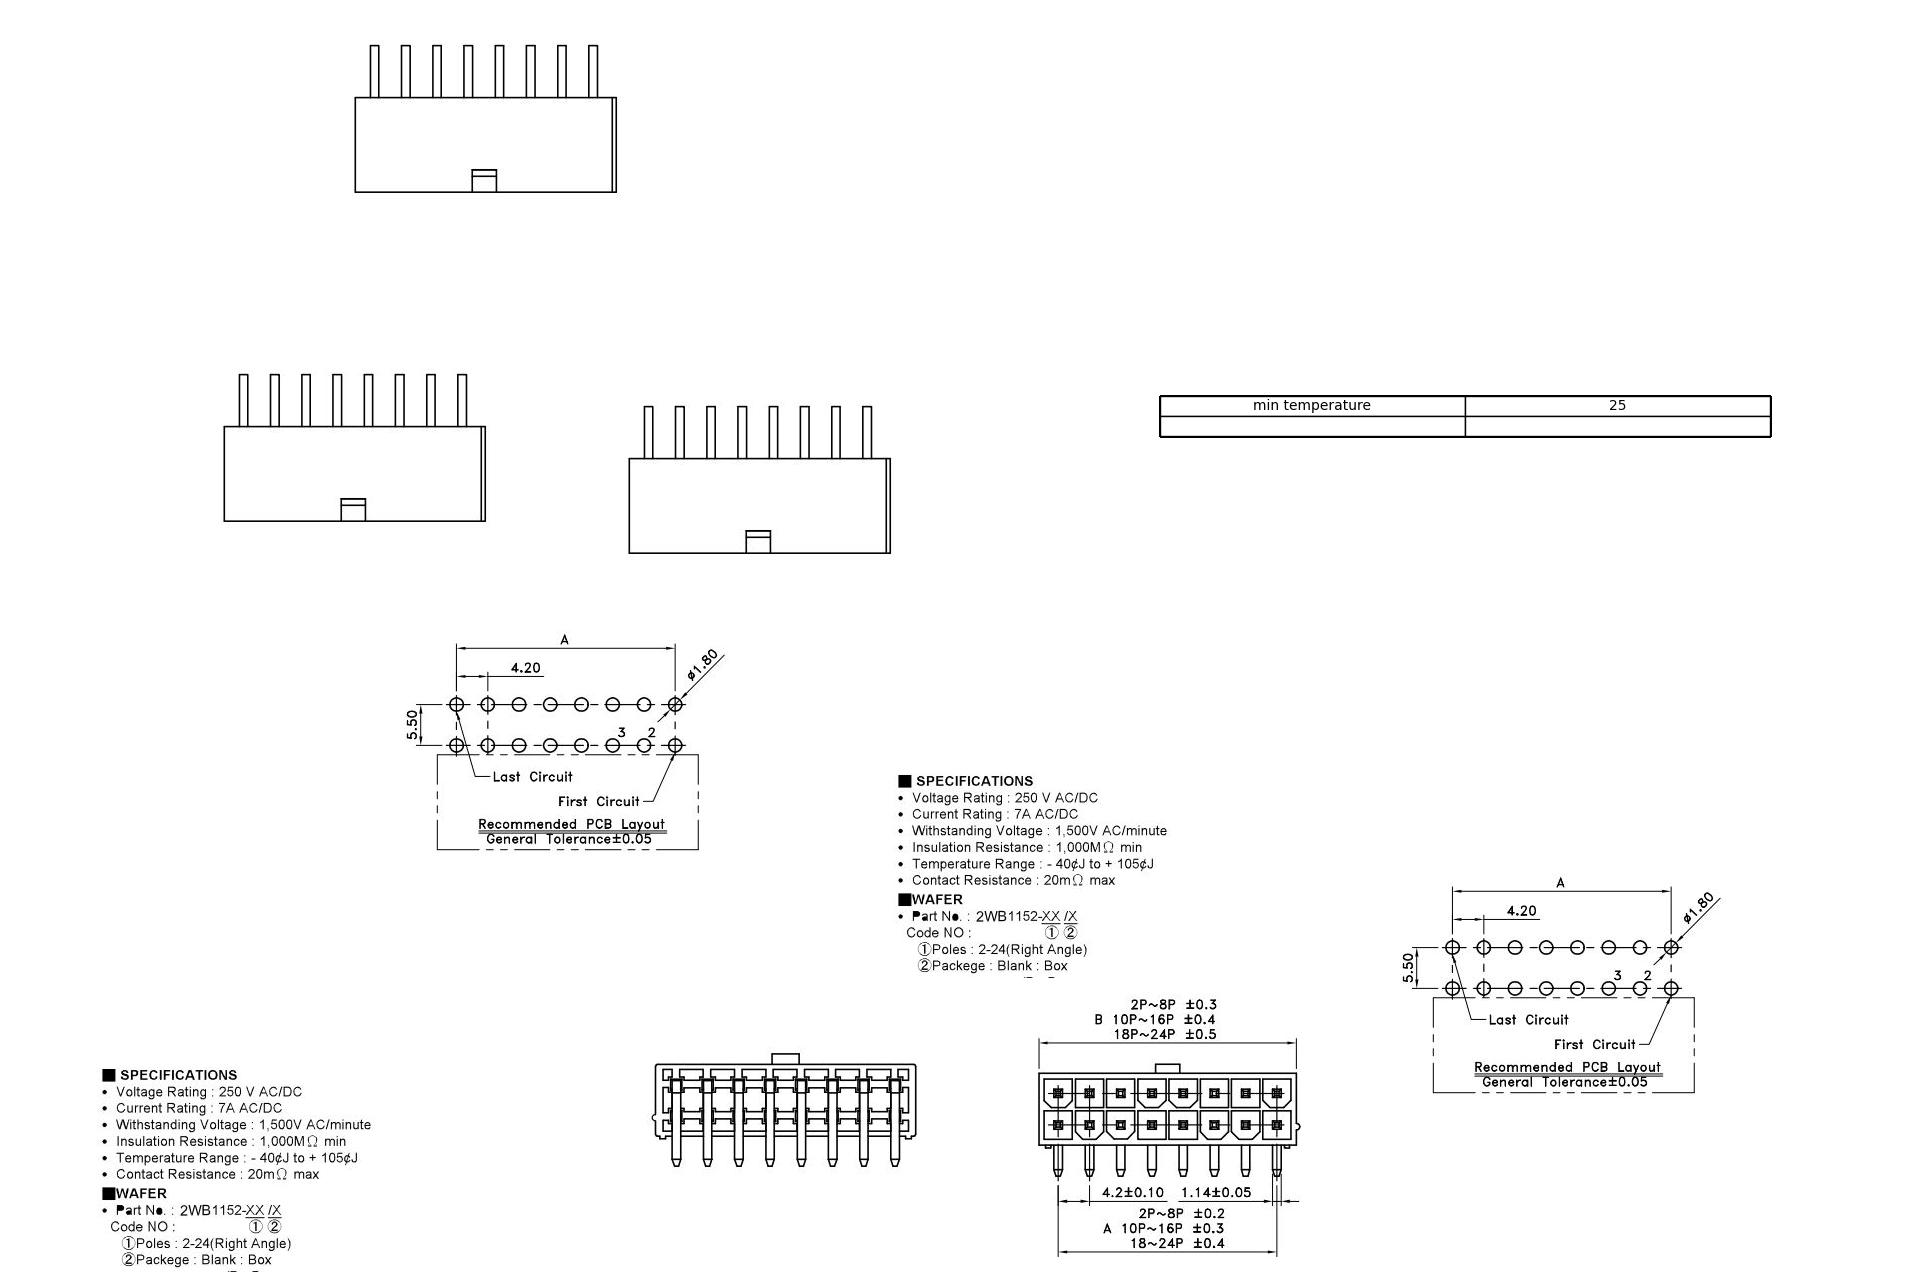 min temperature 25
A
4.20
ø1.80
5.50
3 2
Last Circuit
First Circuit
Recommended PCB Layout
General Tolerance±0.05
■ SPECIFICATIONS
• Voltage Rating : 250 V AC/DC
• Current Rating : 7A AC/DC
• Withstanding Voltage : 1,500V AC/minute
• Insulation Resistance : 1,000MΩ min
• Temperature Range : - 40¢J to + 105¢J
• Contact Resistance : 20mΩ max
■WAFER
• Part No. : 2WB1152-XX /X
Code NO : ① ②
①Poles : 2-24(Right Angle)
②Packege : Blank : Box
A
4.20
ø1.80
5.50
3 2
Last Circuit
First Circuit
Recommended PCB Layout
General Tolerance±0.05
2P~8P ±0.3
B 10P~16P ±0.4
18P~24P ±0.5
4.2±0.10 1.14±0.05
2P~8P ±0.2
A 10P~16P ±0.3
18~24P ±0.4
■ SPECIFICATIONS
• Voltage Rating : 250 V AC/DC
• Current Rating : 7A AC/DC
• Withstanding Voltage : 1,500V AC/minute
• Insulation Resistance : 1,000MΩ min
• Temperature Range : - 40¢J to + 105¢J
• Contact Resistance : 20mΩ max
■WAFER
• Part No. : 2WB1152-XX /X
Code NO : ① ②
①Poles : 2-24(Right Angle)
②Packege : Blank : Box